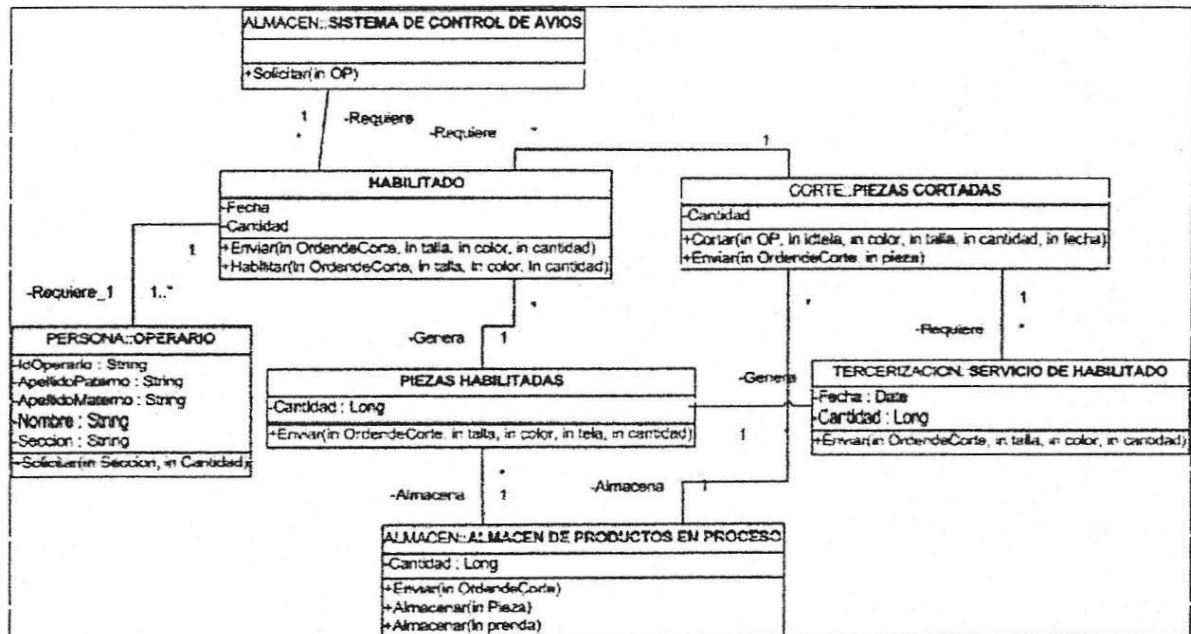 ALMACEN::SISTEMA DE CONTROL DE AVIOS
+Solicitar(in OP)
1
-Requiere
*
-Requiere
*
1
HABILITADO
-Fecha
-Cantidad
+Enviar(in OrdendeCorte, in talla, in color, in cantidad)
+Habilitar(in OrdendeCorte, in talla, in color, in cantidad)
CORTE::PIEZAS CORTADAS
-Cantidad
+Cortar(in OP, in idtela, in color, in talla, in cantidad, in fecha)
+Enviar(in OrdendeCorte, in pieza)
1
-Requiere_1
1..*
*
-Genera
1
*
1
-Requiere
*
PERSONA::OPERARIO
-IdOperario : String
-ApellidoPaterno : String
-ApellidoMaterno : String
-Nombre : String
-Seccion : String
+Solicitar(in Seccion, in Cantidad)
PIEZAS HABILITADAS
-Cantidad : Long
+Enviar(in OrdendeCorte, in talla, in color, in tela, in cantidad)
-Genera
1
*
TERCERIZACION::SERVICIO DE HABILITADO
-Fecha : Date
-Cantidad : Long
+Enviar(in OrdendeCorte, in talla, in color, in cantidad)
*
-Almacena
1
-Almacena
1
ALMACEN::ALMACEN DE PRODUCTOS EN PROCESO
-Cantidad : Long
+Enviar(in OrdendeCorte)
+Almacenar(in Pieza)
+Almacenar(in prenda)